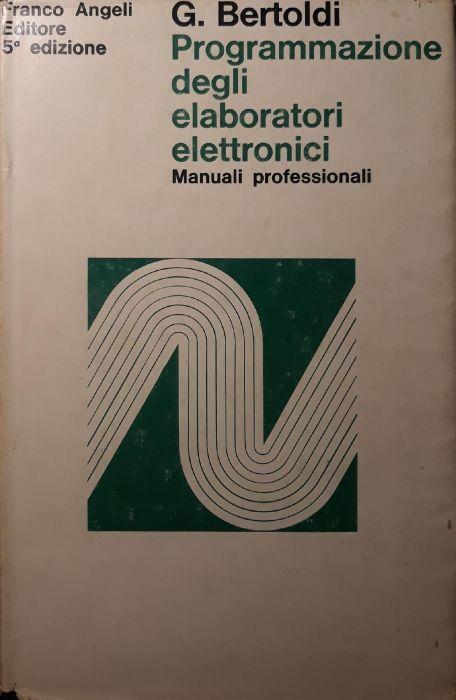 Franco Angeli
Editore
5ª edizione
G. Bertoldi
Programmazione
degli
elaboratori
elettronici
Manuali professionali